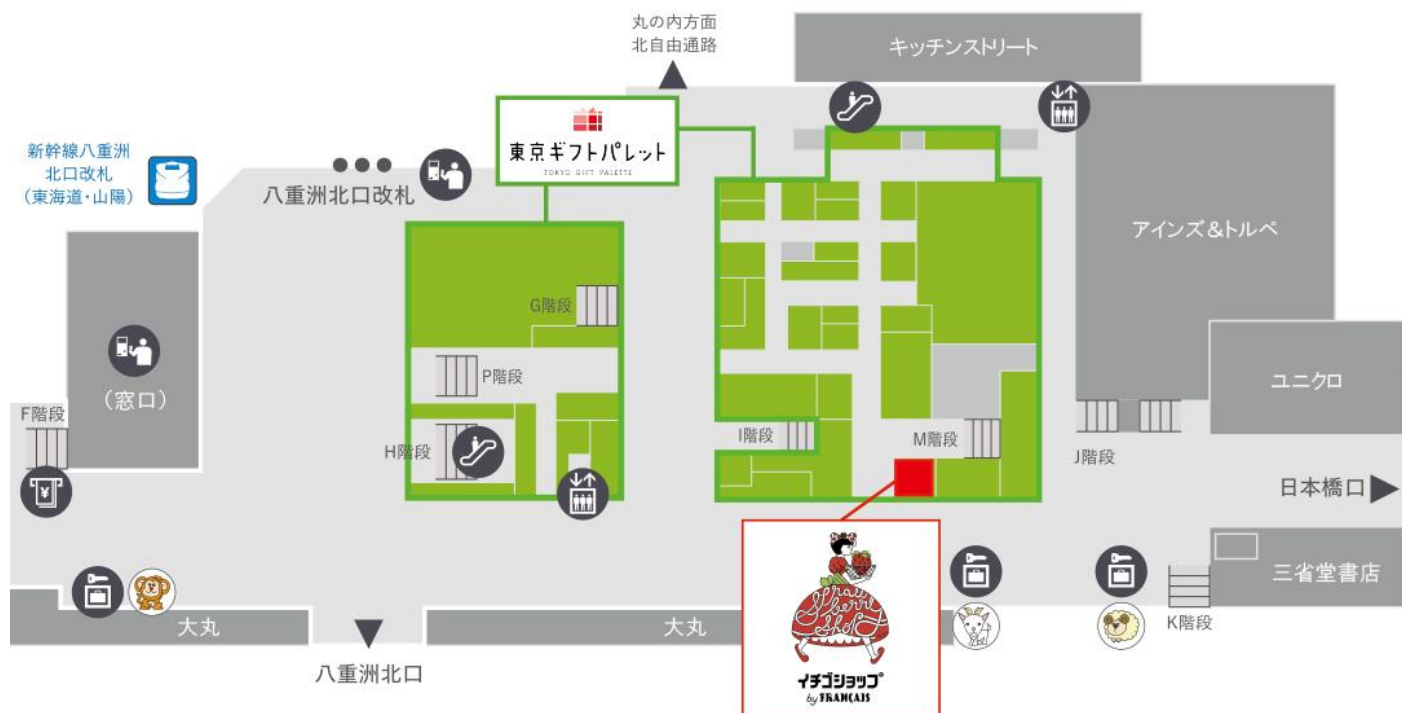 丸の内方面
北自由通路
キッチンストリート
東京ギフトパレット
TOKYO GIFT PALETTE
新幹線八重洲
北口改札
(東海道・山陽)
八重洲北口改札
アインズ&トルペ
G階段
P階段
(窓口)
F階段
H階段
I階段
M階段
ユニクロ
J階段
日本橋口
¥
三省堂書店
K階段
大丸
大丸
八重洲北口
Straw
berry
Shop
イチゴショップ®
by FRANÇAIS